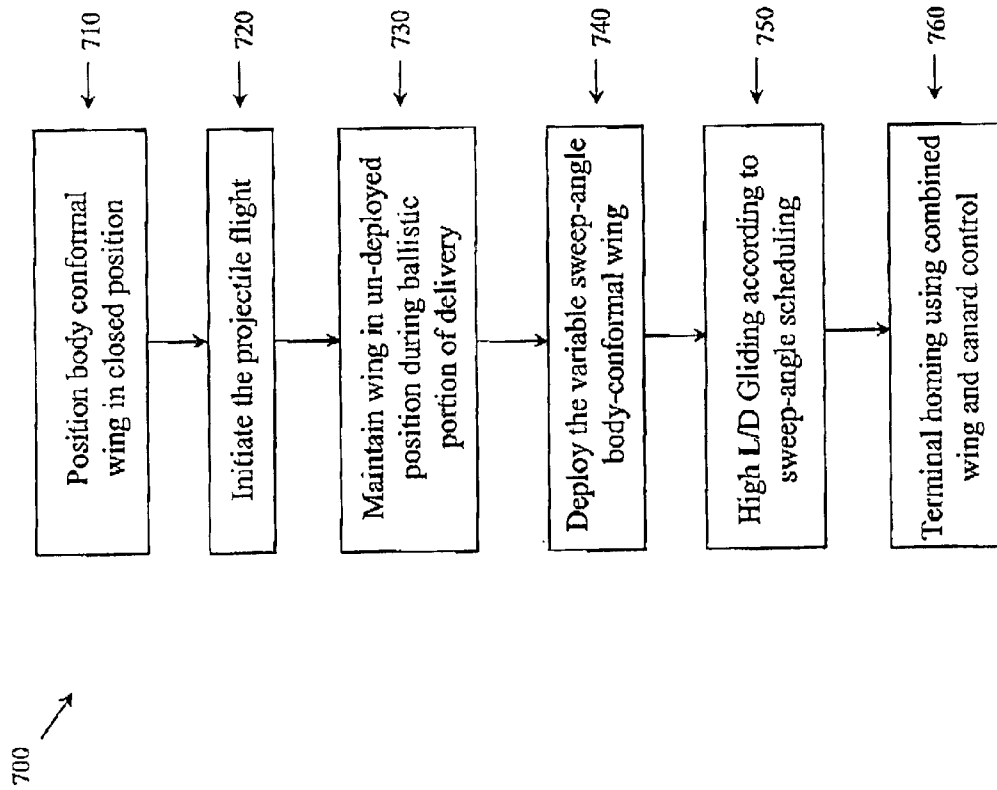 700
Position body conformal
wing in closed position
710
Initiate the projectile flight
720
Maintain wing in un-deployed
position during ballistic
portion of delivery
730
Deploy the variable sweep-angle
body-conformal wing
740
High L/D Gliding according to
sweep-angle scheduling
750
Terminal homing using combined
wing and canard control
760